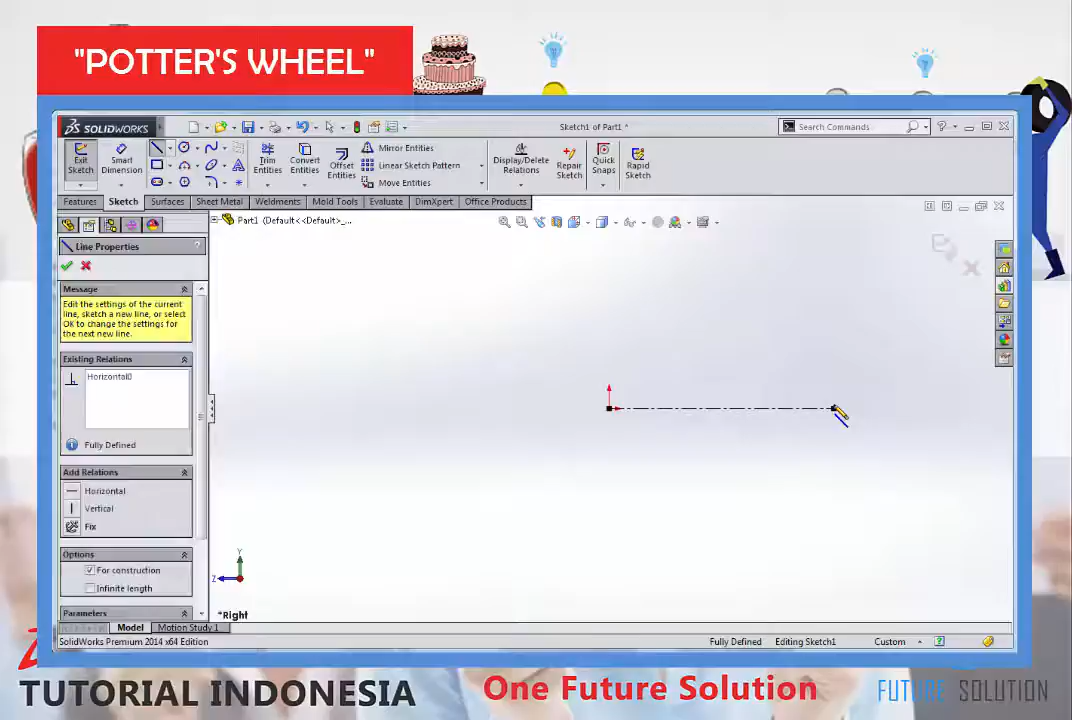 "POTTER'S WHEEL"
SOLIDWORKS
Sketch1 of Part1 *
Search Commands
Exit Sketch
Smart Dimension
Trim Entities
Convert Entities
Offset Entities
Mirror Entities
Linear Sketch Pattern
Move Entities
Display/Delete Relations
Repair Sketch
Quick Snaps
Rapid Sketch
Features
Sketch
Surfaces
Sheet Metal
Weldments
Mold Tools
Evaluate
DimXpert
Office Products
Part1 (Default<<Default>_...
Line Properties
?
Message
Edit the settings of the current
line, sketch a new line, or select
OK to change the settings for
the next new line.
Existing Relations
Horizontal0
Fully Defined
Add Relations
Horizontal
Vertical
Fix
Options
For construction
Infinite length
Parameters
Y
Z
*Right
Model
Motion Study 1
SolidWorks Premium 2014 x64 Edition
Fully Defined
Editing Sketch1
Custom
TUTORIAL INDONESIA
One Future Solution
FUTURE SOLUTION